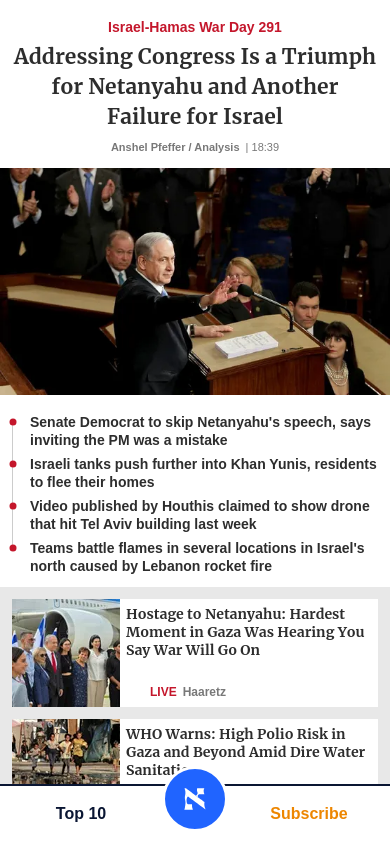 Israel-Hamas War Day 291
Addressing Congress Is a Triumph
for Netanyahu and Another
Failure for Israel
Anshel Pfeffer / Analysis | 18:39
Senate Democrat to skip Netanyahu's speech, says
inviting the PM was a mistake
Israeli tanks push further into Khan Yunis, residents
to flee their homes
Video published by Houthis claimed to show drone
that hit Tel Aviv building last week
Teams battle flames in several locations in Israel's
north caused by Lebanon rocket fire
Hostage to Netanyahu: Hardest
Moment in Gaza Was Hearing You
Say War Will Go On
LIVE Haaretz
WHO Warns: High Polio Risk in
Gaza and Beyond Amid Dire Water
Top 10
א
Subscribe